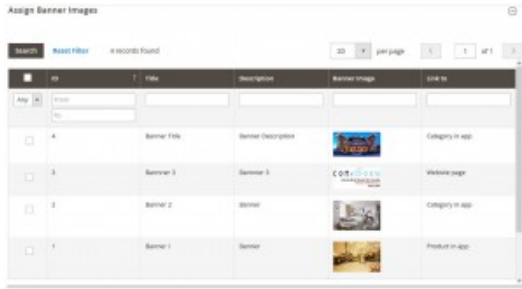 Assign Banner Images
Search Reset Filter 4 records found 20 per page 1 of 1
ID Title Description Banner Image Link to
Any From
To
4 Banner Title Banner Description Category in app
3 Bannner 3 Bannner 3 Website page
2 Banner 2 Banner Category in app
1 Banner 1 Banner Product in app